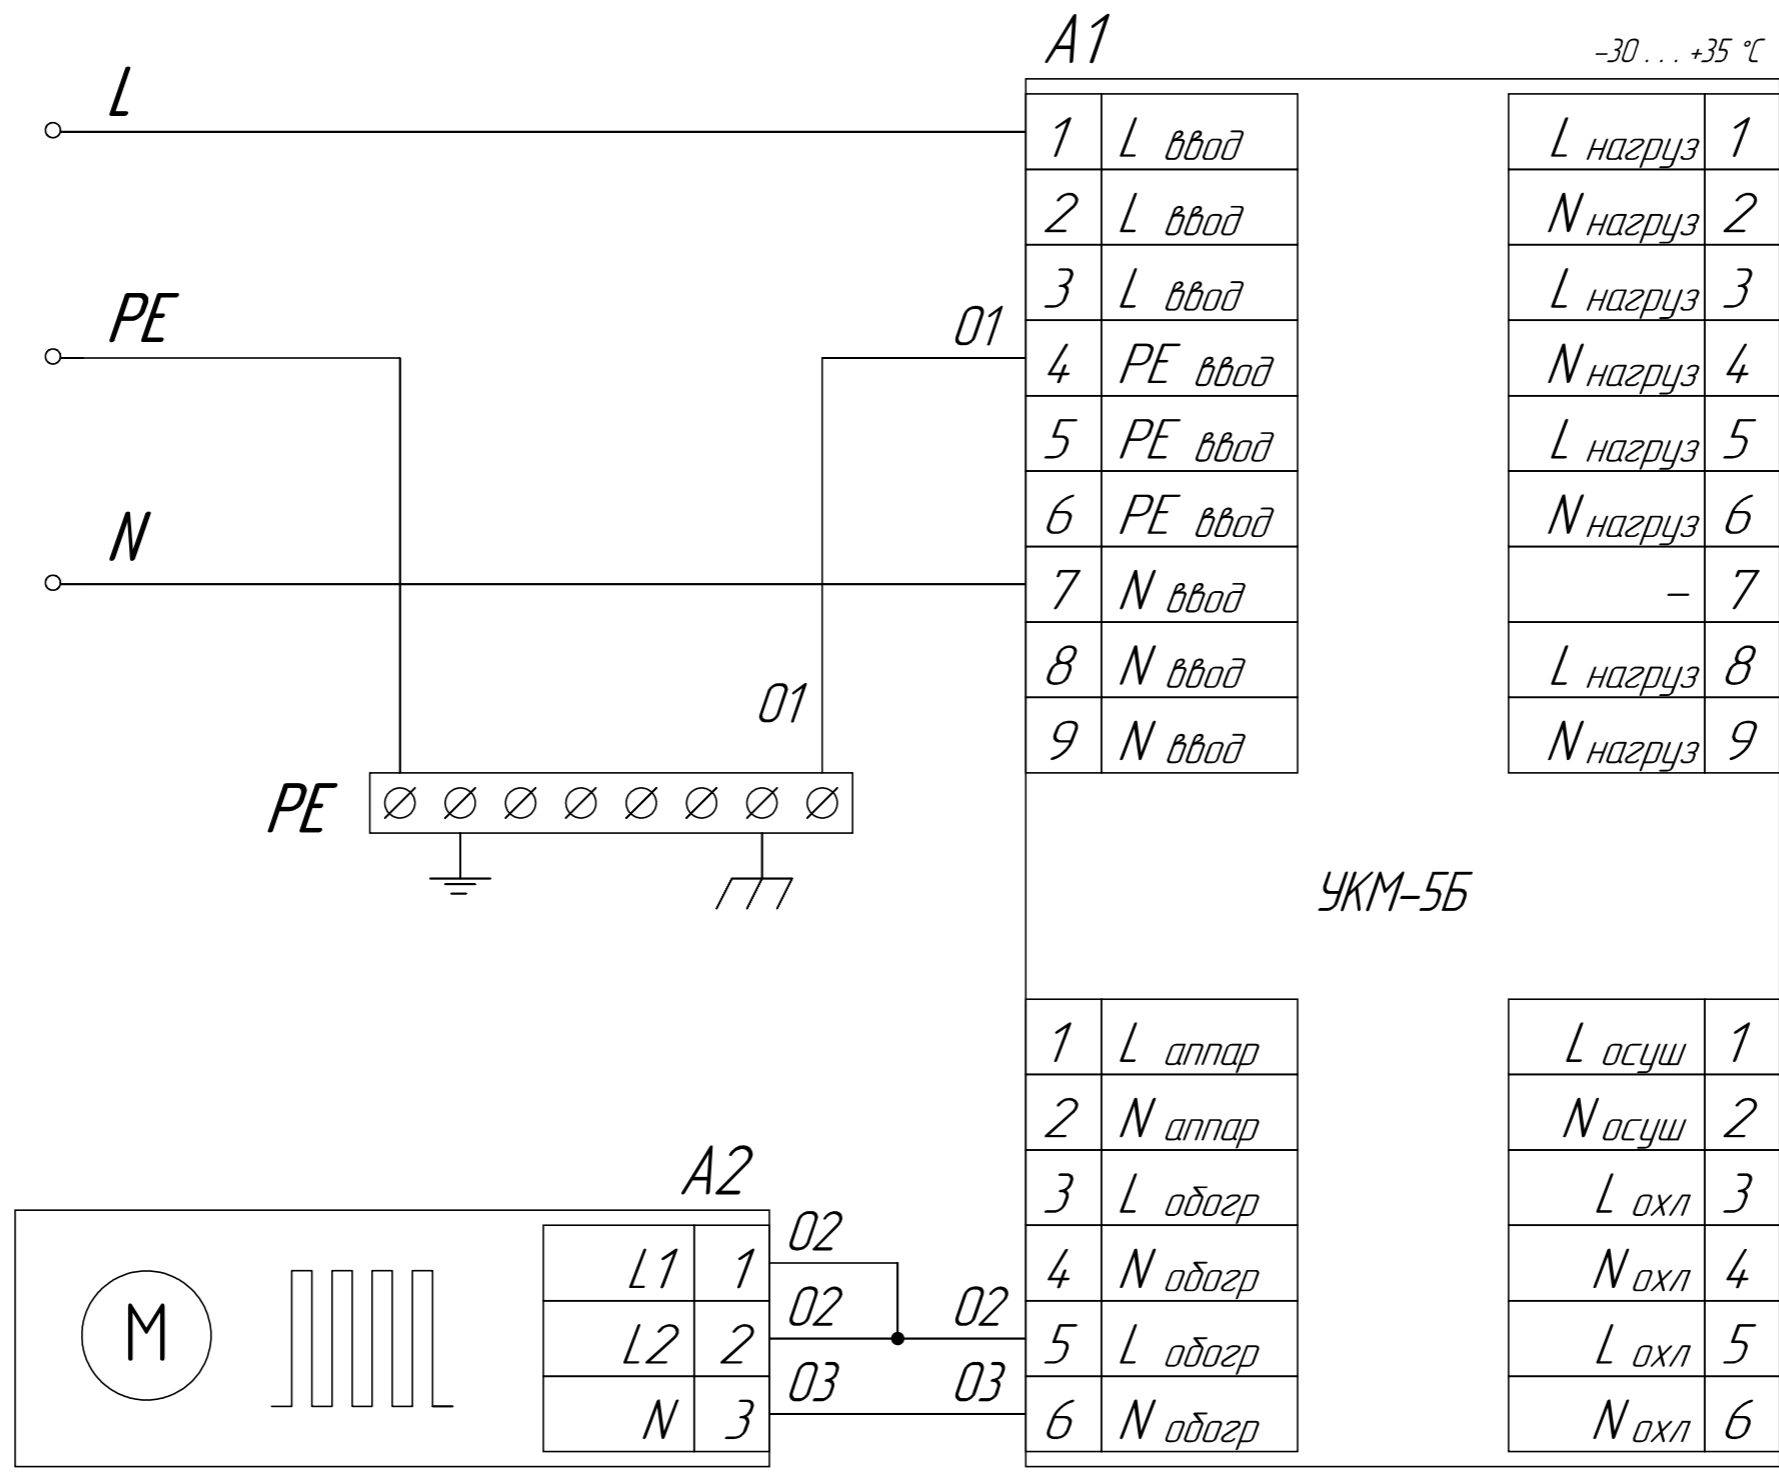 A1
-30 . . . +35 °C
L
1 L ввод
L нагруз 1
2 L ввод
N нагруз 2
3 L ввод
L нагруз 3
PE
01
4 PE ввод
N нагруз 4
5 PE ввод
L нагруз 5
N
6 PE ввод
N нагруз 6
7 N ввод
- 7
8 N ввод
L нагруз 8
01
9 N ввод
N нагруз 9
PE
УКМ-5Б
1 L аппар
L осуш 1
2 N аппар
N осуш 2
A2
3 L обогр
L охл 3
02
L1 1
4 N обогр
N охл 4
M
02
02
L2 2
5 L обогр
L охл 5
03
03
N 3
6 N обогр
N охл 6